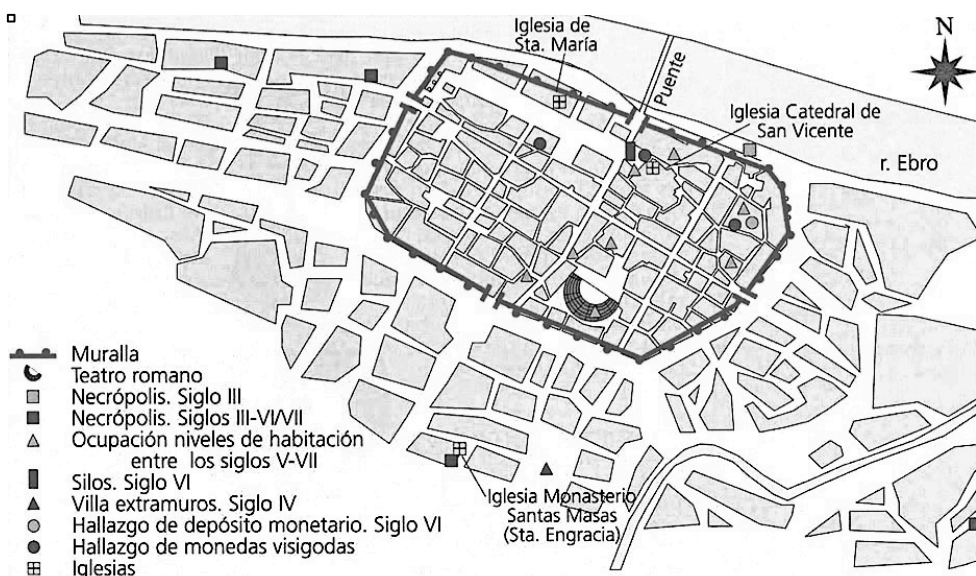 Iglesia de
Sta. María
Puente
N
Iglesia Catedral de
San Vicente
r. Ebro
Muralla
Teatro romano
Necrópolis. Siglo III
Necrópolis. Siglos III-VI/VII
Ocupación niveles de habitación
entre los siglos V-VII
Silos. Siglo VI
Villa extramuros. Siglo IV
Hallazgo de depósito monetario. Siglo VI
Hallazgo de monedas visigodas
Iglesias
Iglesia Monasterio
Santas Masas
(Sta. Engracia)